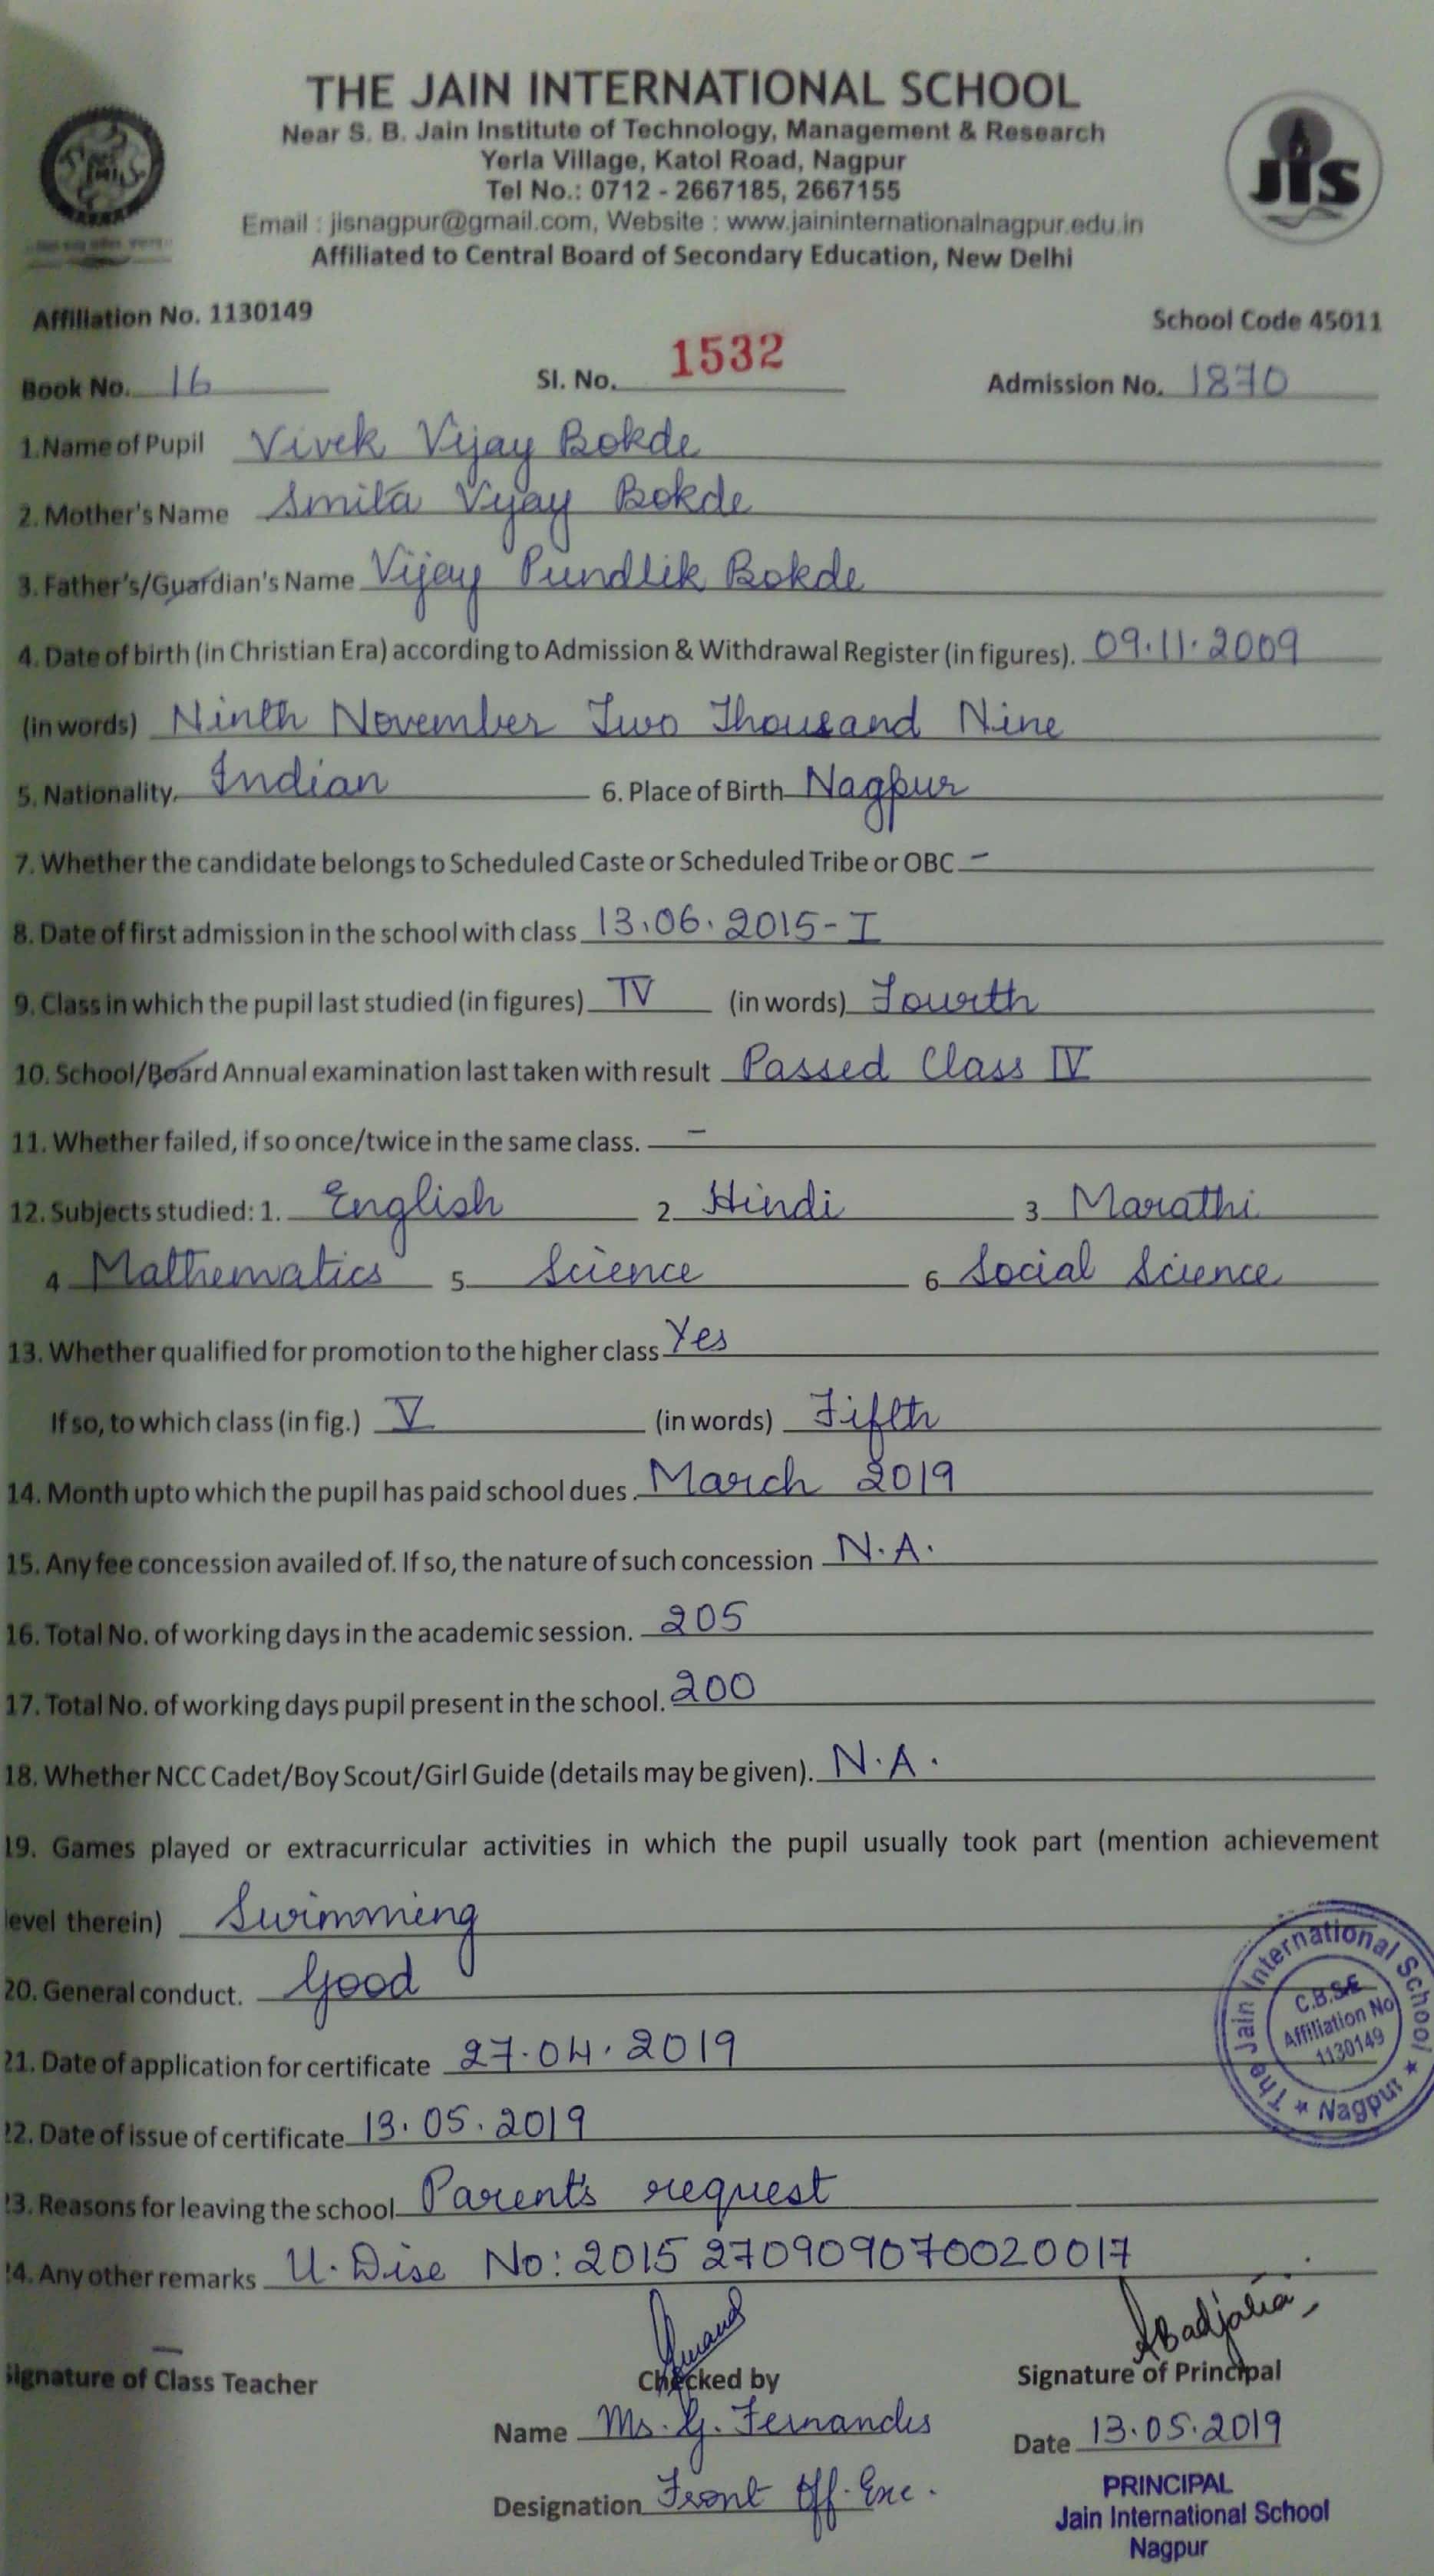 THE JAIN INTERNATIONAL SCHOOL
Near S. B. Jain Institute of Technology, Management & Research
Yerla Village, Katol Road, Nagpur
Tel No.: 0712 - 2667185, 2667155
Email : jisnagpur@gmail.com, Website : www.jaininternationalnagpur.edu.in
Affiliated to Central Board of Secondary Education, New Delhi
JIS
Affiliation No. 1130149 School Code 45011
Book No. 16 Sl. No. 1532 Admission No. 1870
1.Name of Pupil Vivek Vijay Bokde
2. Mother's Name Smita Vijay Bokde
3. Father's/Guardian's Name Vijay Pundlik Bokde
4. Date of birth (in Christian Era) according to Admission & Withdrawal Register (in figures). 09.11.2009
(in words) Ninth November Two Thousand Nine
5. Nationality. Indian 6. Place of Birth Nagpur
7. Whether the candidate belongs to Scheduled Caste or Scheduled Tribe or OBC -
8. Date of first admission in the school with class 13.06.2015-I
9. Class in which the pupil last studied (in figures) IV (in words) Fourth
10. School/Board Annual examination last taken with result Passed Class IV
11. Whether failed, if so once/twice in the same class. -
12. Subjects studied: 1. English 2 Hindi 3 Marathi
4 Mathematics 5 Science 6 Social Science
13. Whether qualified for promotion to the higher class Yes
If so, to which class (in fig.) V (in words) Fifth
14. Month upto which the pupil has paid school dues. March 2019
15. Any fee concession availed of. If so, the nature of such concession N.A.
16. Total No. of working days in the academic session. 205
17. Total No. of working days pupil present in the school. 200
18. Whether NCC Cadet/Boy Scout/Girl Guide (details may be given). N.A.
19. Games played or extracurricular activities in which the pupil usually took part (mention achievement
level therein) Swimming
20. General conduct. Good
21. Date of application for certificate 27.04.2019
22. Date of issue of certificate 13.05.2019
23. Reasons for leaving the school Parent's request
24. Any other remarks U.Dise No: 2015 270909070020017
The Jain International School * Nagpur *
C.B.S.E
Affiliation No
1130149
Signature of Class Teacher Checked by Signature of Principal
Name Ms. G. Fernandes Date 13.05.2019
Designation Front Off. Exe.
PRINCIPAL
Jain International School
Nagpur